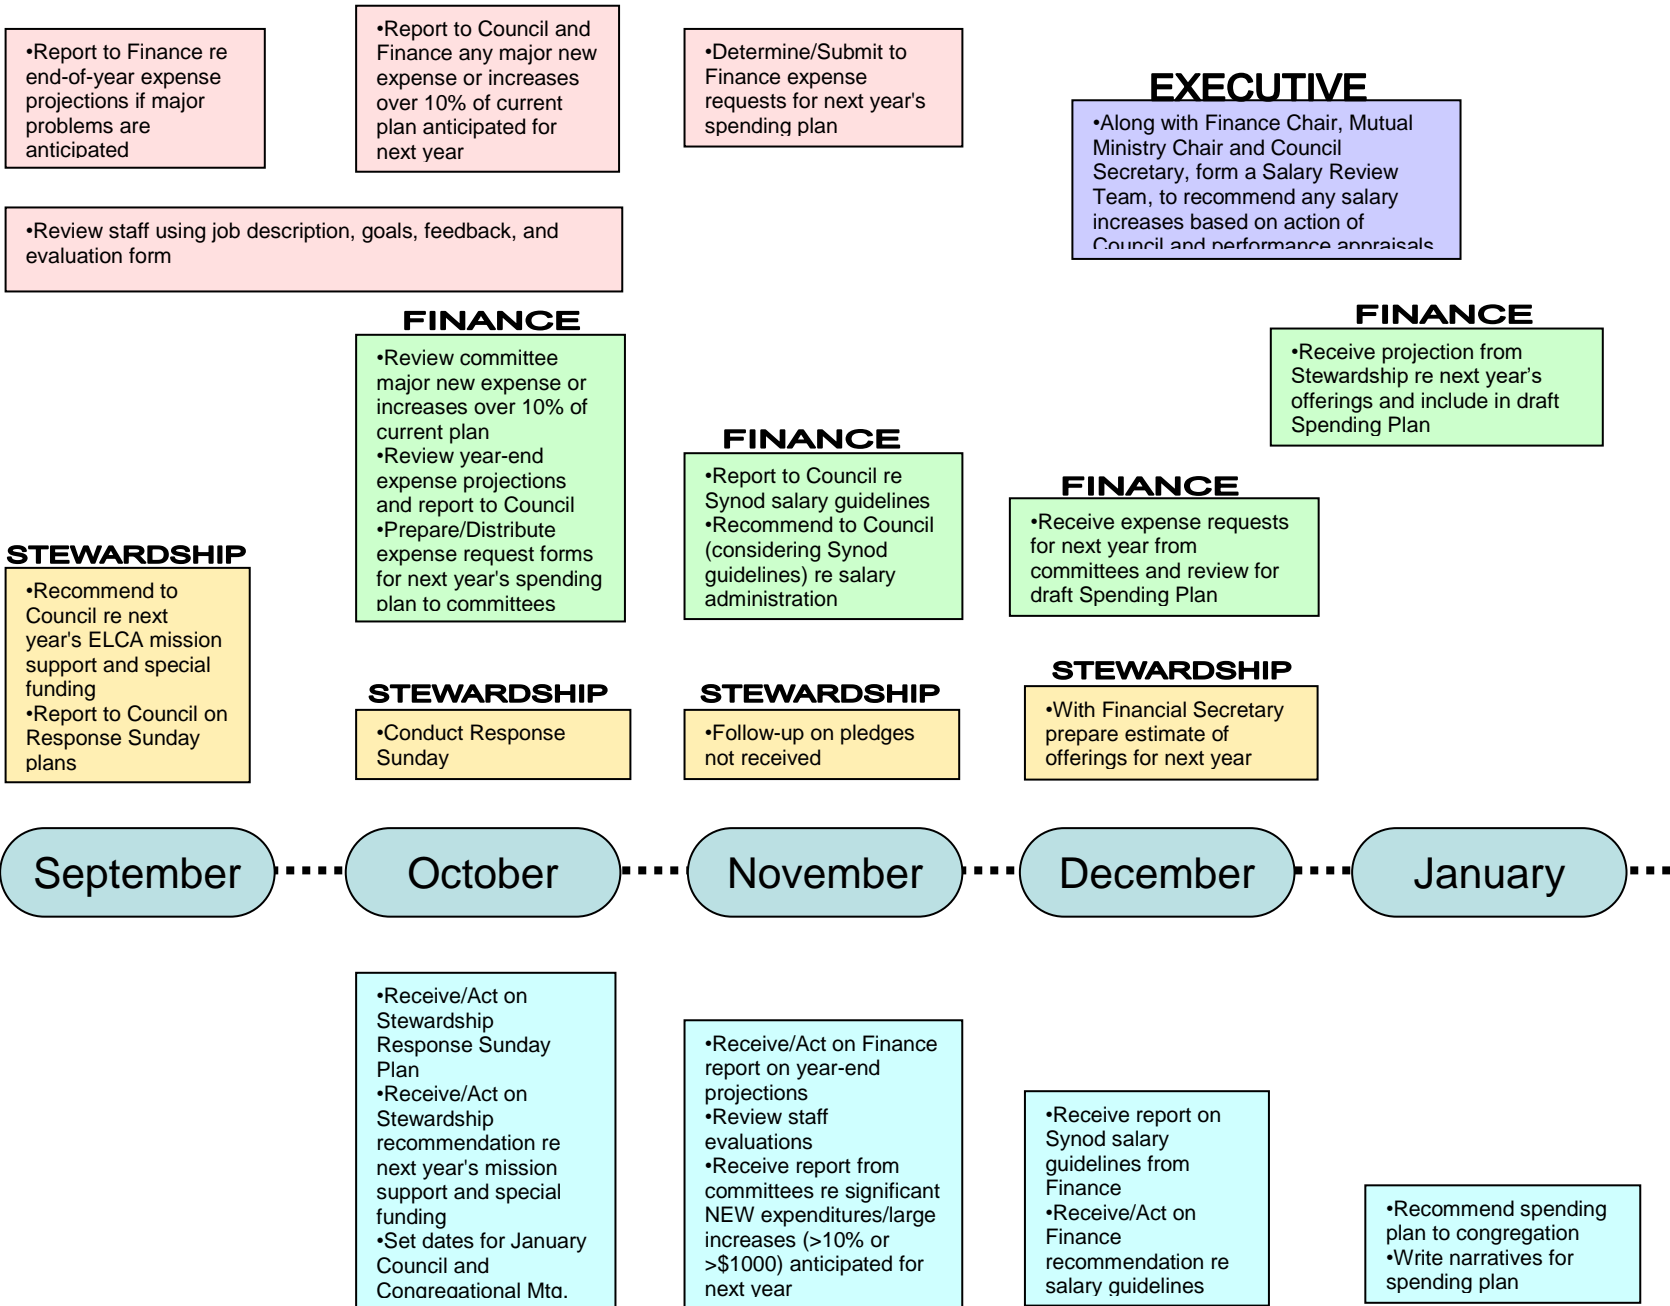 •Report to Finance re
end-of-year expense
projections if major
problems are
anticipated
•Report to Council and
Finance any major new
expense or increases
over 10% of current
plan anticipated for
next year
•Determine/Submit to
Finance expense
requests for next year's
spending plan
EXECUTIVE
•Along with Finance Chair, Mutual
Ministry Chair and Council
Secretary, form a Salary Review
Team, to recommend any salary
increases based on action of
Council and performance appraisals
•Review staff using job description, goals, feedback, and
evaluation form
FINANCE
•Review committee
major new expense or
increases over 10% of
current plan
•Review year-end
expense projections
and report to Council
•Prepare/Distribute
expense request forms
for next year's spending
plan to committees
FINANCE
•Receive projection from
Stewardship re next year’s
offerings and include in draft
Spending Plan
FINANCE
•Report to Council re
Synod salary guidelines
•Recommend to Council
(considering Synod
guidelines) re salary
administration
FINANCE
•Receive expense requests
for next year from
committees and review for
draft Spending Plan
STEWARDSHIP
•Recommend to
Council re next
year's ELCA mission
support and special
funding
•Report to Council on
Response Sunday
plans
STEWARDSHIP
•Conduct Response
Sunday
STEWARDSHIP
•Follow-up on pledges
not received
STEWARDSHIP
•With Financial Secretary
prepare estimate of
offerings for next year
September
October
November
December
January
•Receive/Act on
Stewardship
Response Sunday
Plan
•Receive/Act on
Stewardship
recommendation re
next year's mission
support and special
funding
•Set dates for January
Council and
Congregational Mtg.
•Receive/Act on Finance
report on year-end
projections
•Review staff
evaluations
•Receive report from
committees re significant
NEW expenditures/large
increases (>10% or
>$1000) anticipated for
next year
•Receive report on
Synod salary
guidelines from
Finance
•Receive/Act on
Finance
recommendation re
salary guidelines
•Recommend spending
plan to congregation
•Write narratives for
spending plan